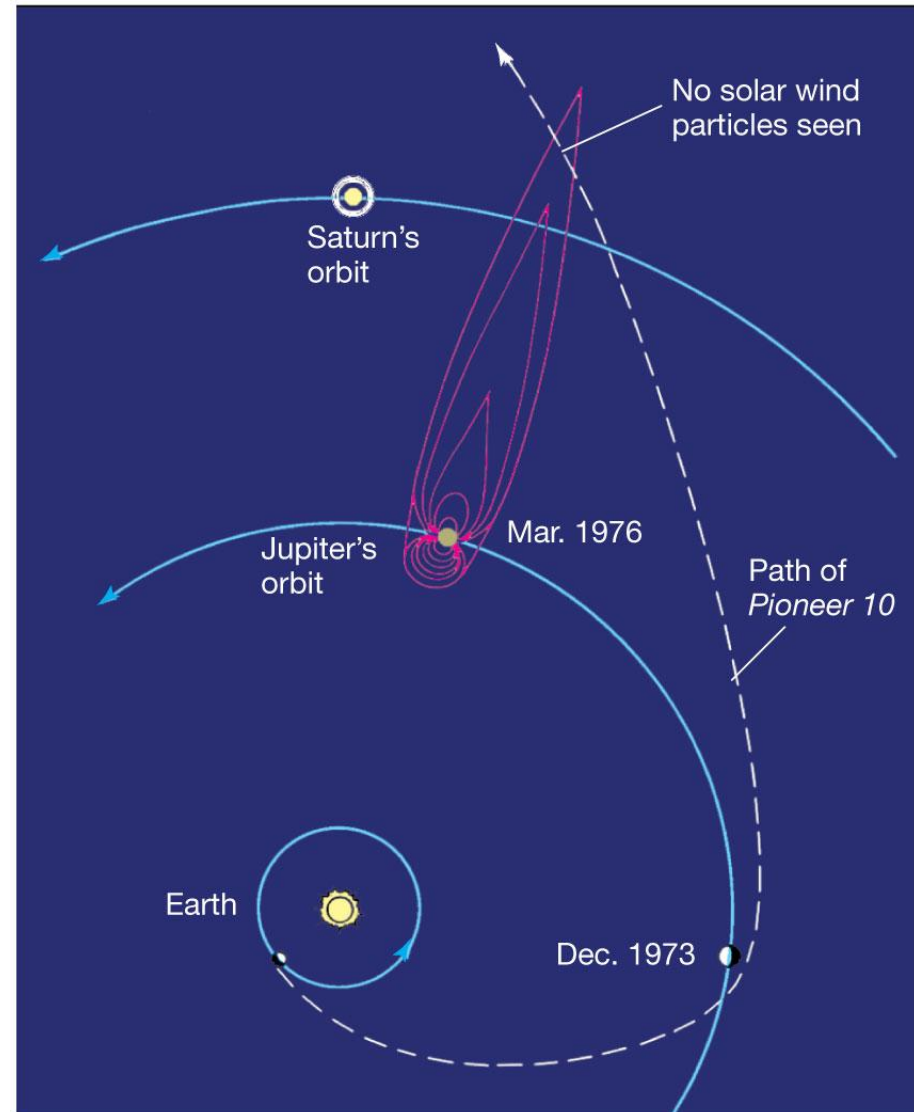 No solar wind
particles seen
Saturn's
orbit
Mar. 1976
Jupiter's
orbit
Path of
Pioneer 10
Earth
Dec. 1973